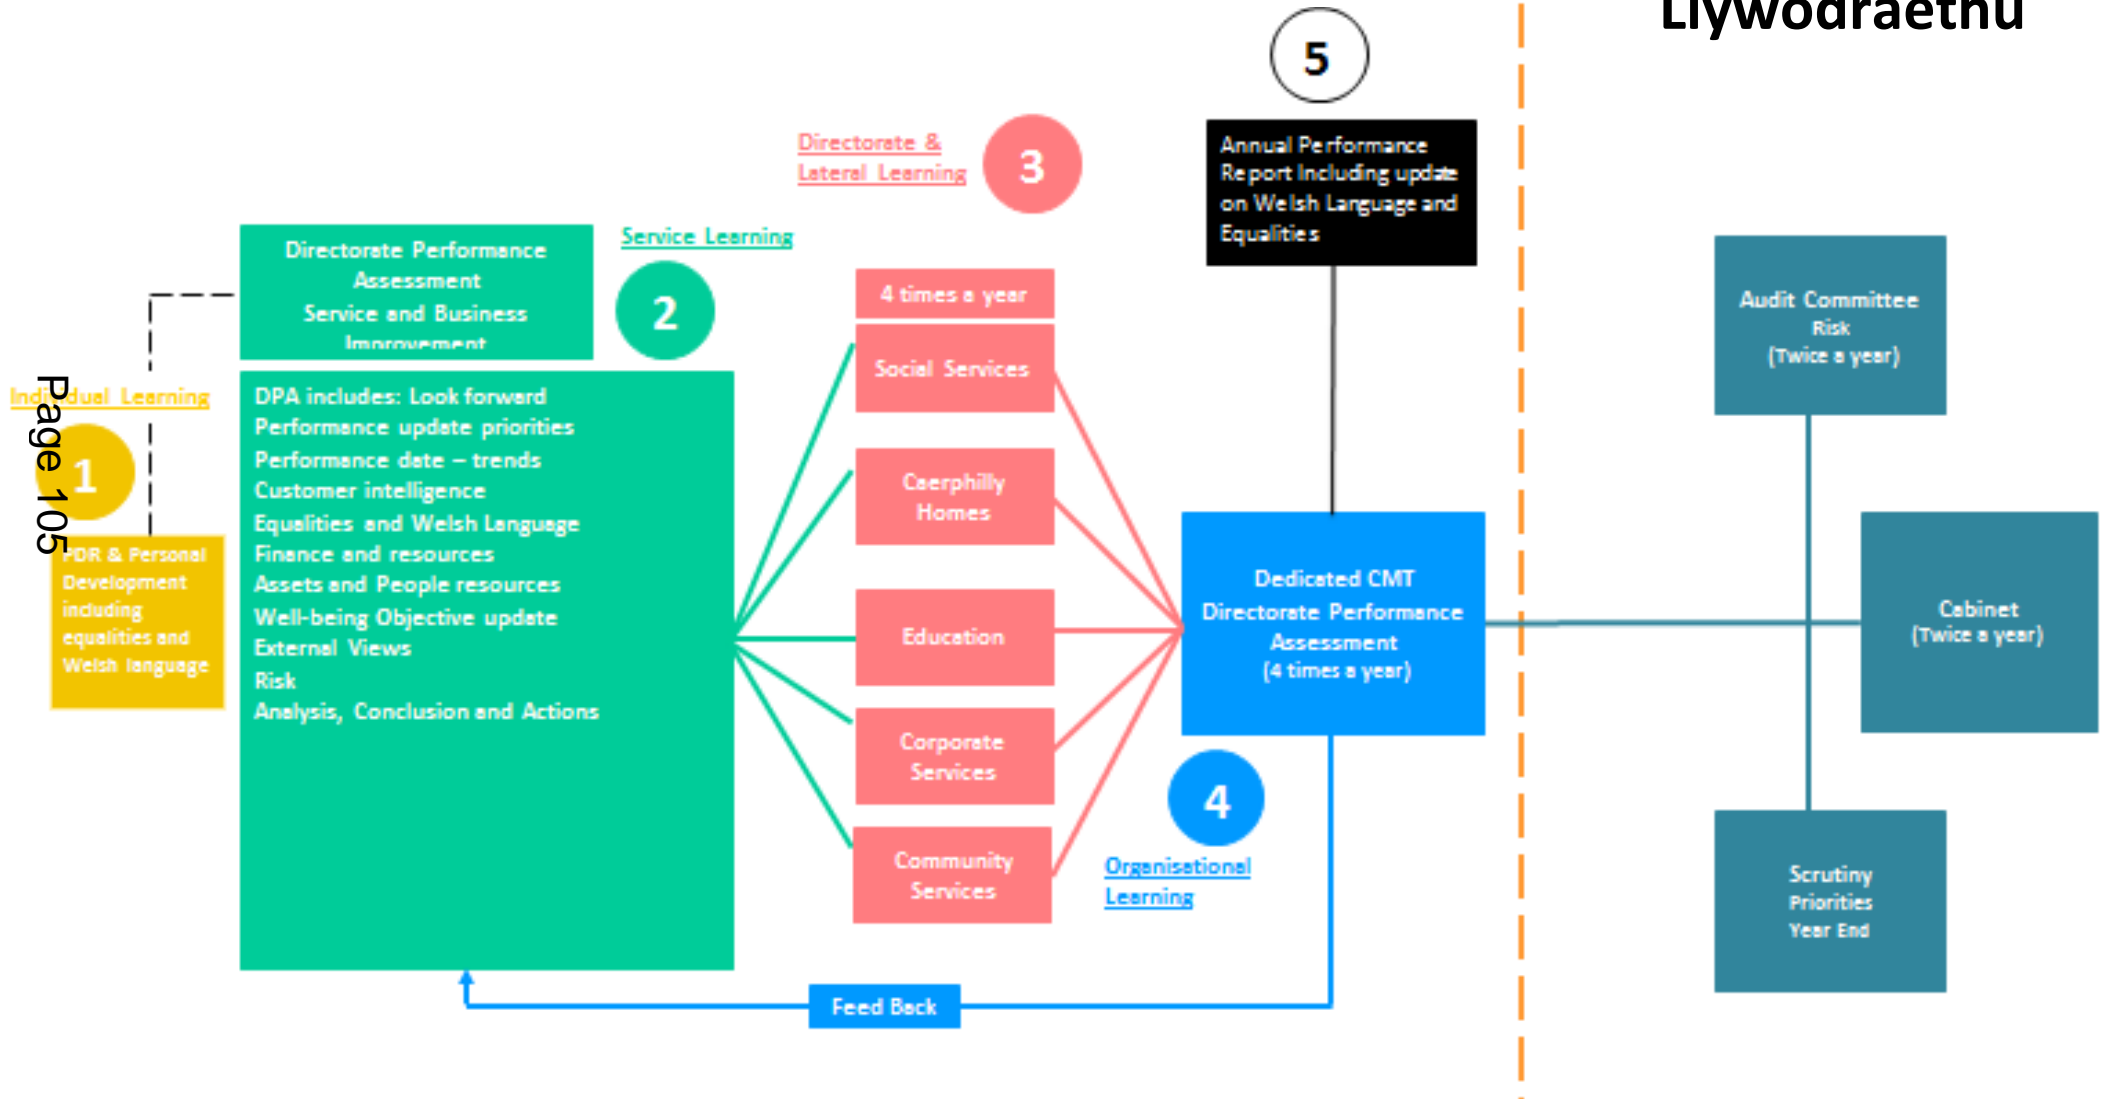 Llywodraethu
5
Annual Performance
Report Including update
on Welsh Language and
Equalities
Directorate &
Lateral Learning
3
Directorate Performance
Assessment
Service and Business
Improvement
Service Learning
2
Individual Learning
1
Page 105
PDR & Personal
Development
including
equalities and
Welsh language
DPA includes: Look forward
Performance update priorities
Performance date – trends
Customer intelligence
Equalities and Welsh Language
Finance and resources
Assets and People resources
Well-being Objective update
External Views
Risk
Analysis, Conclusion and Actions
4 times a year
Social Services
Caerphilly
Homes
Education
Corporate
Services
Community
Services
Dedicated CMT
Directorate Performance
Assessment
(4 times a year)
4
Organisational
Learning
Feed Back
Audit Committee
Risk
(Twice a year)
Cabinet
(Twice a year)
Scrutiny
Priorities
Year End